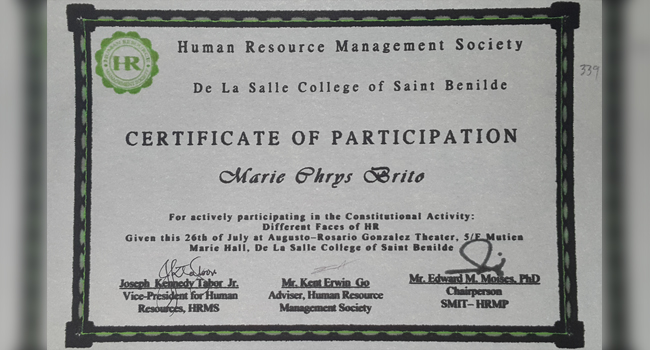 HR
Human Resource Management Society
339
De La Salle College of Saint Benilde
CERTIFICATE OF PARTICIPATION
Marie Chrys Brito
For actively participating in the Constitutional Activity:
Different Faces of HR
Given this 26th of July at Augusto-Rosario Gonzalez Theater, 5/F Mutien
Marie Hall, De La Salle College of Saint Benilde
Joseph Kennedy Tabor Jr.
Vice-President for Human
Resources, HRMS
Mr. Kent Erwin Go
Adviser, Human Resource
Management Society
Mr. Edward M. Moises, PhD
Chairperson
SMIT- HRMP